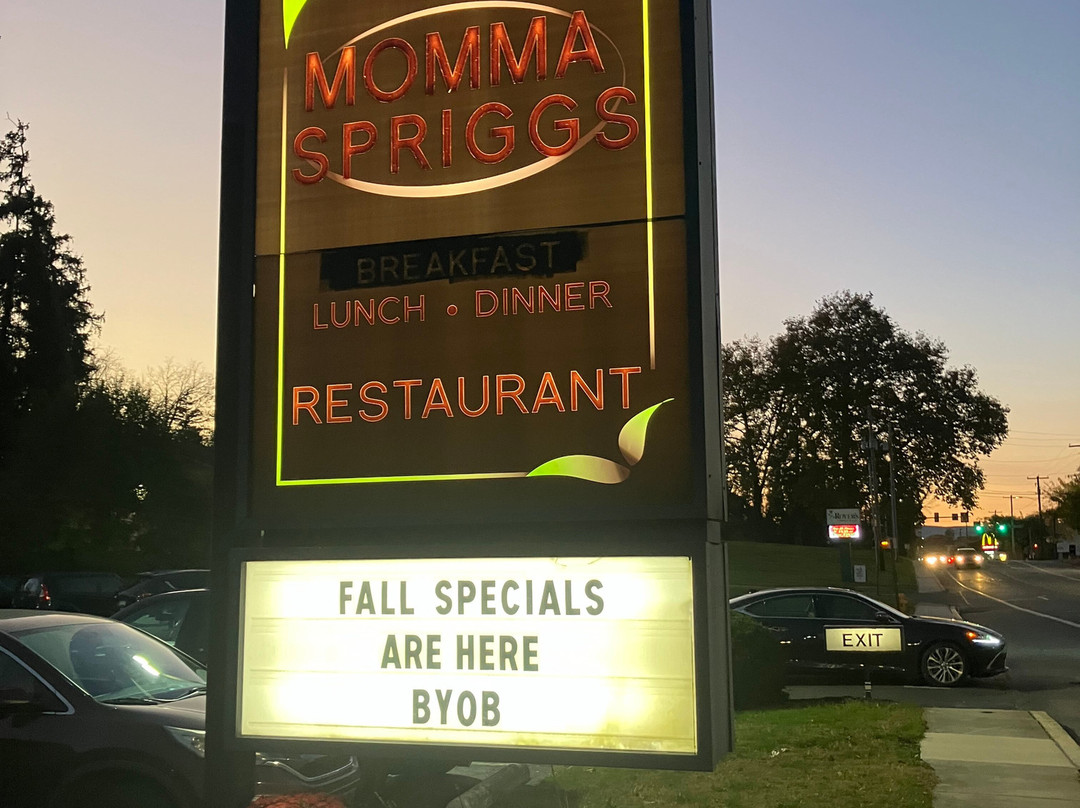 MOMMA
SPRIGGS
BREAKFAST
LUNCH • DINNER
RESTAURANT
FALL SPECIALS
ARE HERE
BYOB
EXIT